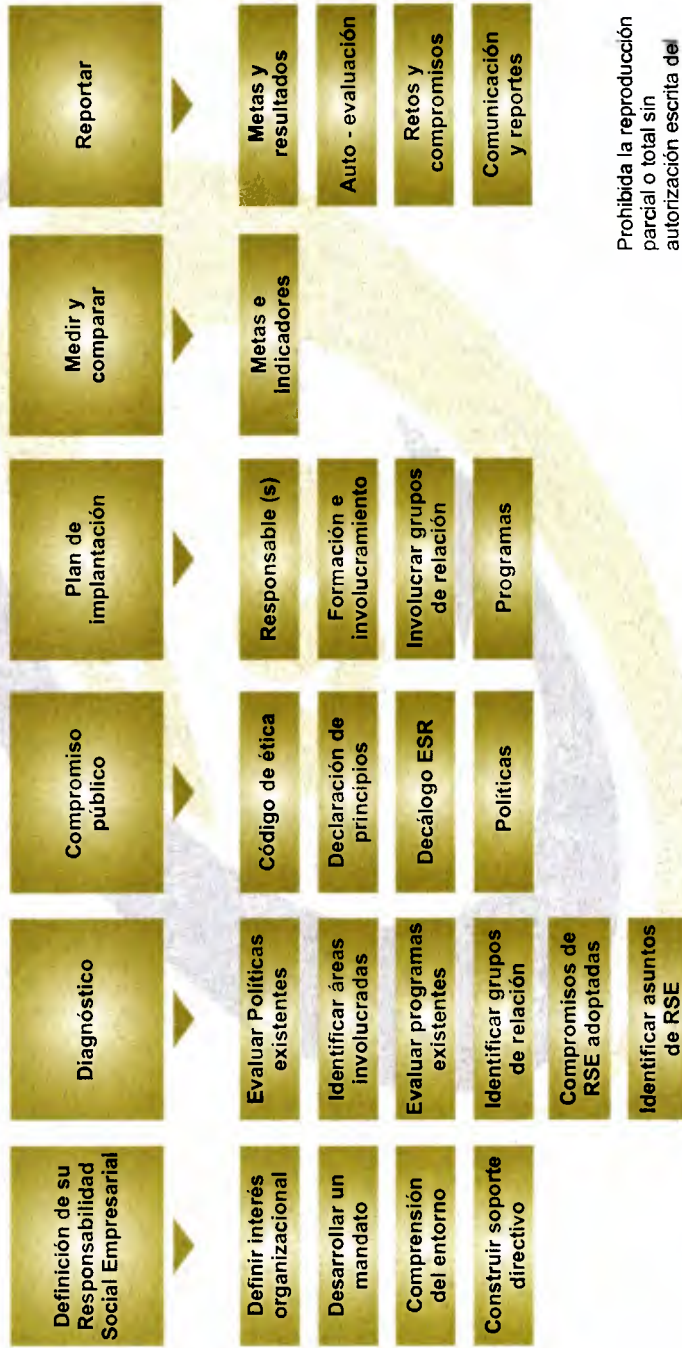 Definición de su
Responsabilidad
Social Empresarial
Definir interés
organizacional
Desarrollar un
mandato
Comprensión
del entorno
Construir soporte
directivo
Diagnóstico
Evaluar Políticas
existentes
Identificar áreas
involucradas
Evaluar programas
existentes
Identificar grupos
de relación
Compromisos de
RSE adoptadas
Identificar asuntos
de RSE
Compromiso
público
Código de ética
Declaración de
principios
Decálogo ESR
Políticas
Plan de
implantación
Responsable (s)
Formación e
involucramiento
Involucrar grupos
de relación
Programas
Medir y
comparar
Metas e
Indicadores
Reportar
Metas y
resultados
Auto - evaluación
Retos y
compromisos
Comunicación
y reportes
Prohibida la reproducción
parcial o total sin
autorización escrita del